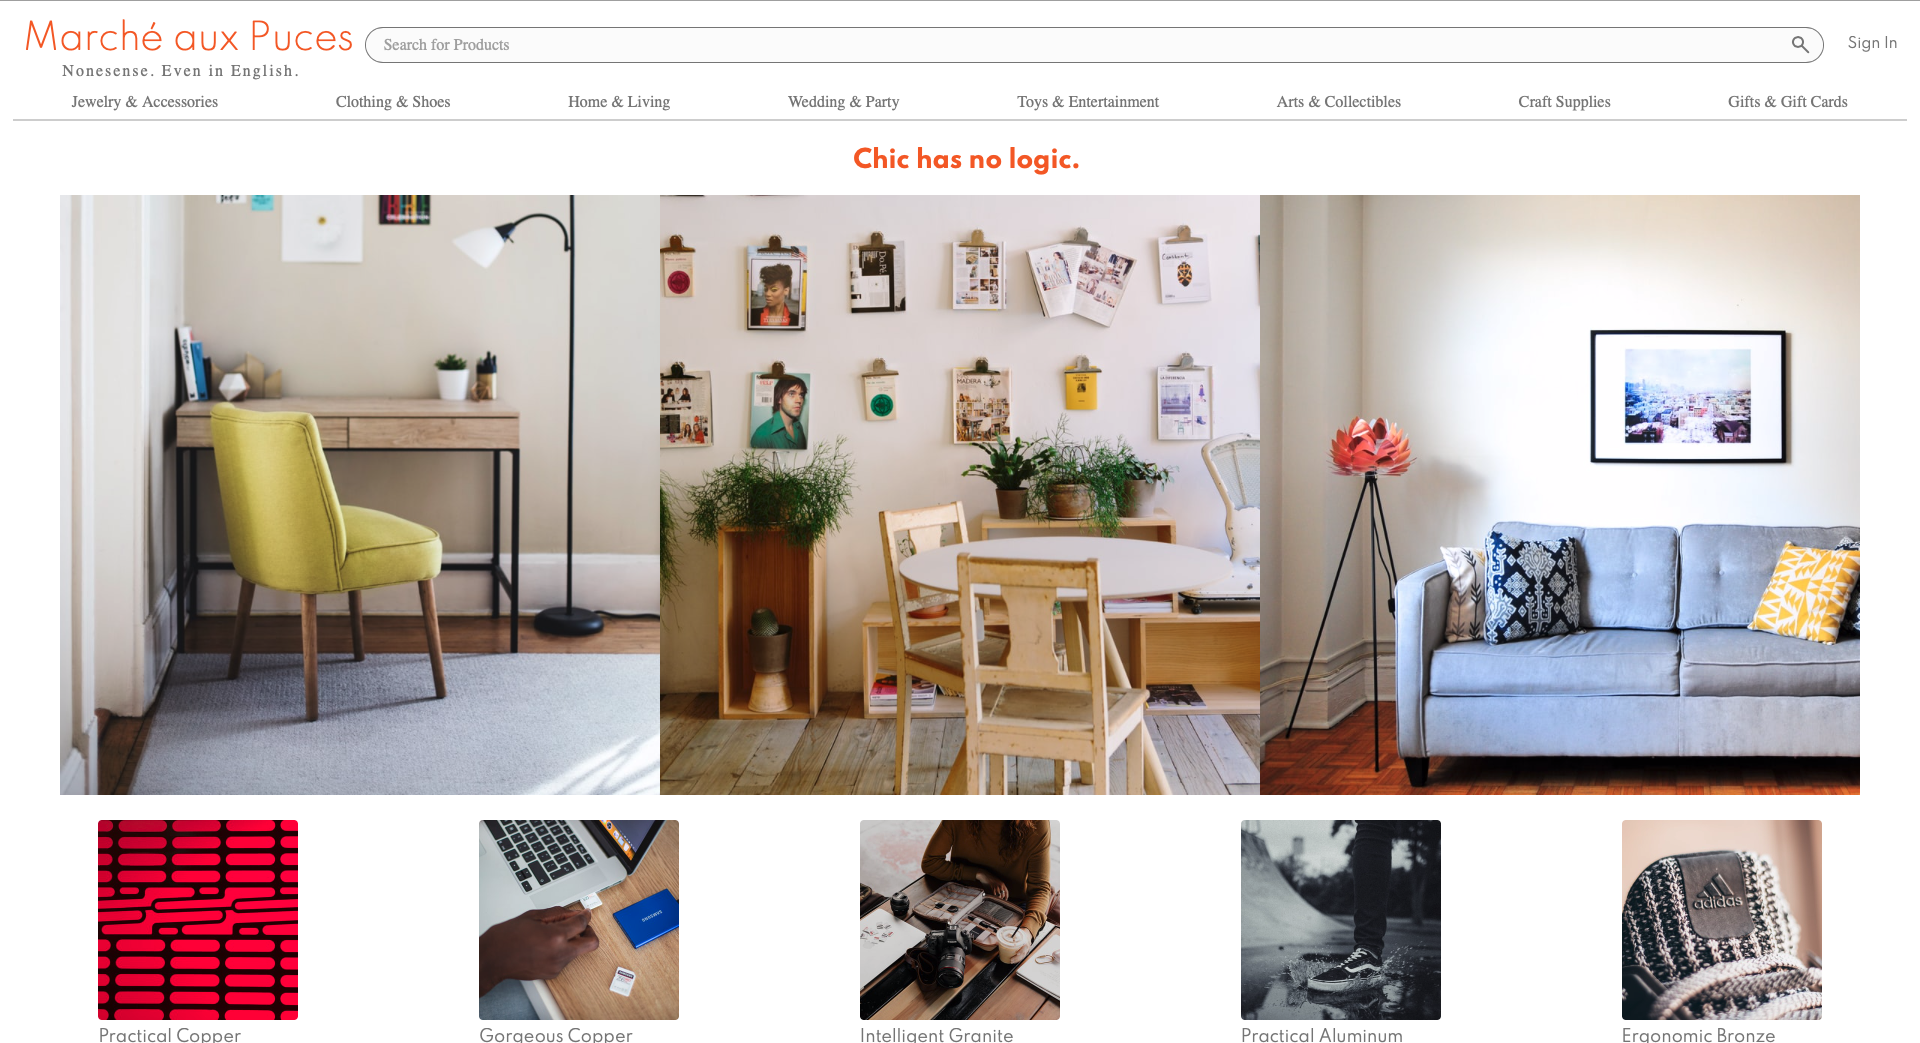 Marché aux Puces
Nonesense. Even in English.
Search for Products
Sign In
Jewelry & Accessories
Clothing & Shoes
Home & Living
Wedding & Party
Toys & Entertainment
Arts & Collectibles
Craft Supplies
Gifts & Gift Cards
Chic has no logic.
MADERA
SAMSUNG
adidas
Practical Copper
Gorgeous Copper
Intelligent Granite
Practical Aluminum
Ergonomic Bronze